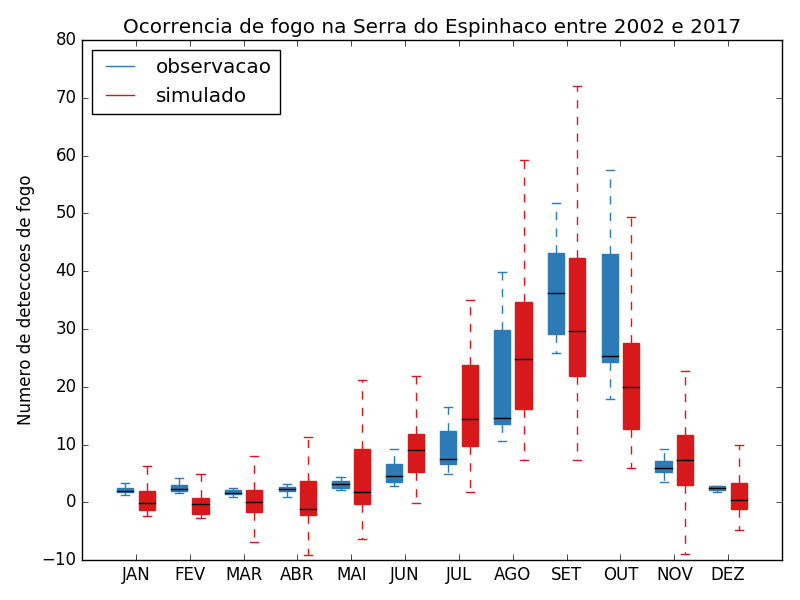 Ocorrencia de fogo na Serra do Espinhaco entre 2002 e 2017
80
70
60
50
40
30
20
10
0
−10
Numero de deteccoes de fogo
observacao
simulado
JAN FEV MAR ABR MAI JUN JUL AGO SET OUT NOV DEZ